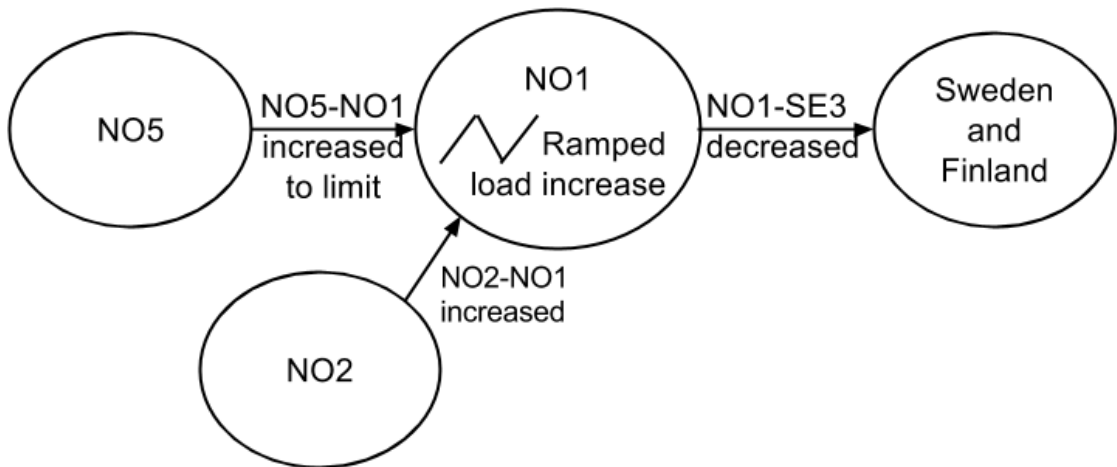 NO5
NO5-NO1
increased
to limit
NO1
Ramped
load increase
NO1-SE3
decreased
Sweden
and
Finland
NO2-NO1
increased
NO2